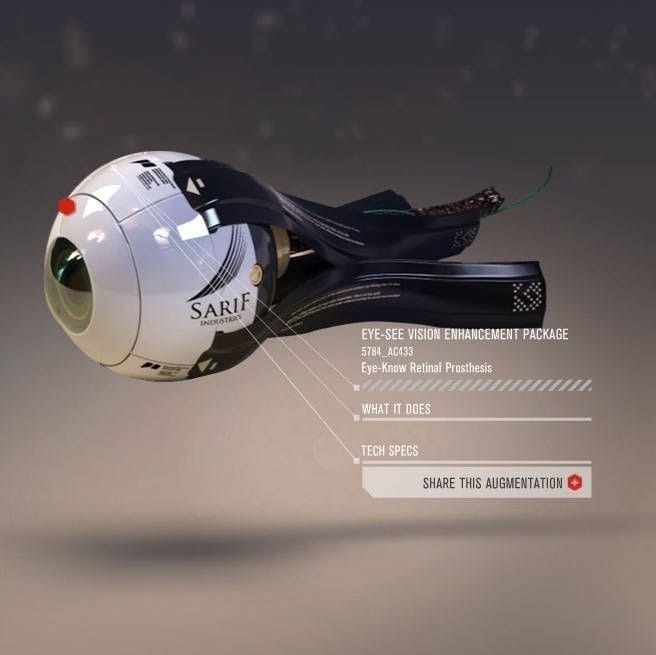 SARIF
INDUSTRIES
EYE-SEE VISION ENHANCEMENT PACKAGE
5784_AC433
Eye-Know Retinal Prosthesis
WHAT IT DOES
TECH SPECS
SHARE THIS AUGMENTATION